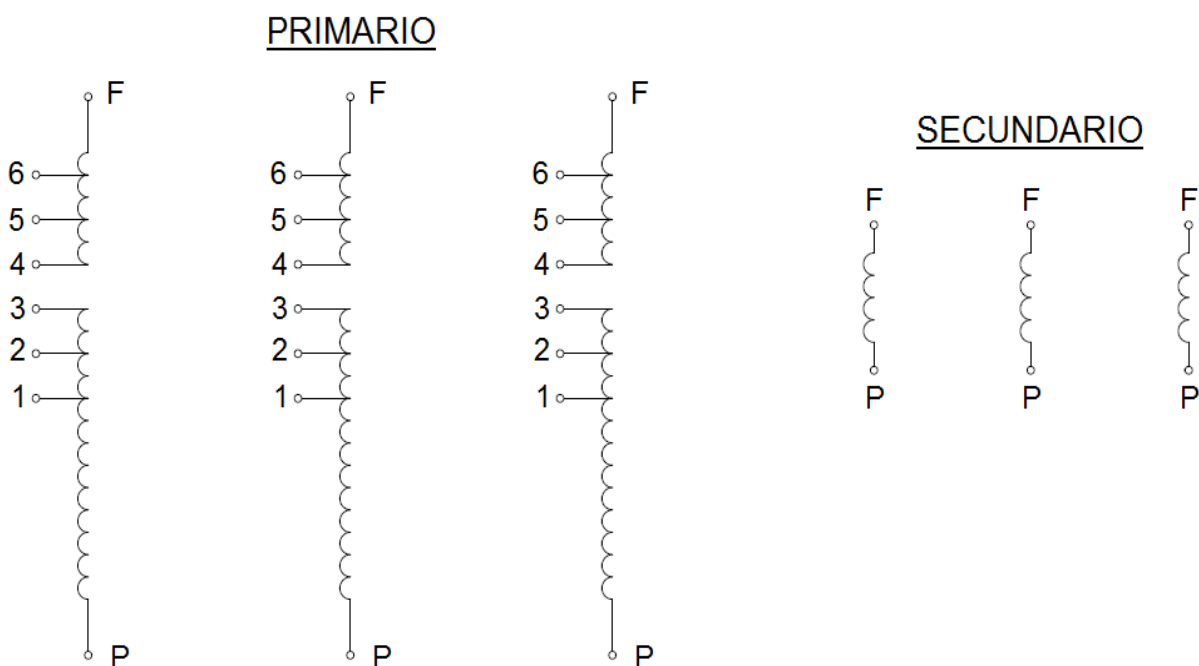 PRIMARIO
F F F
SECUNDARIO
6 6 6
F F F
5 5 5
4 4 4
3 3 3
2 2 2
1 1 1
P P P
P P P